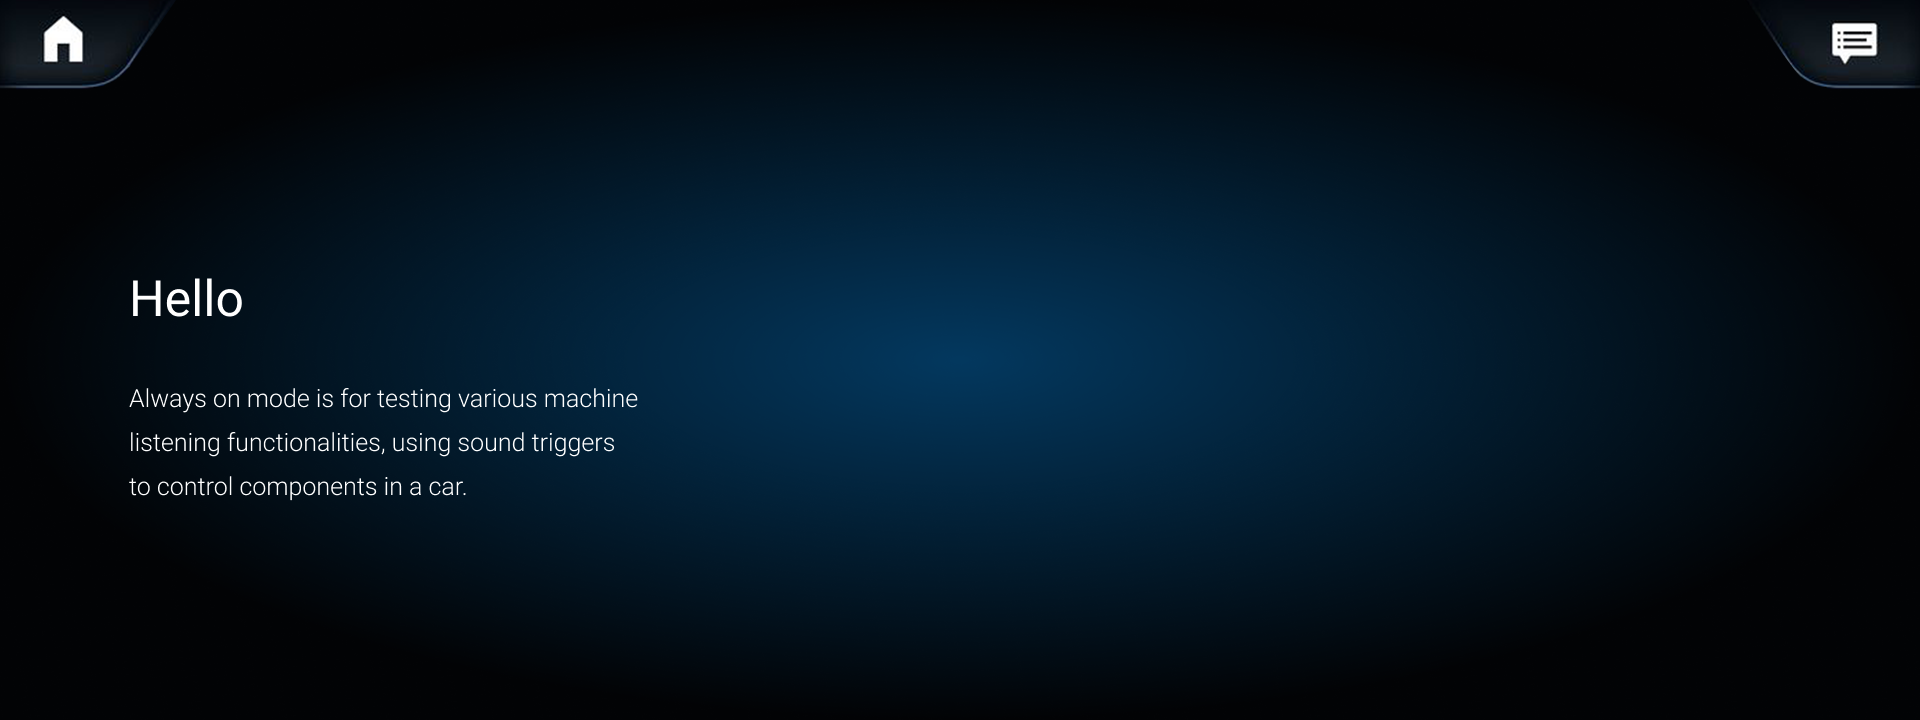 Hello
Always on mode is for testing various machine
listening functionalities, using sound triggers
to control components in a car.